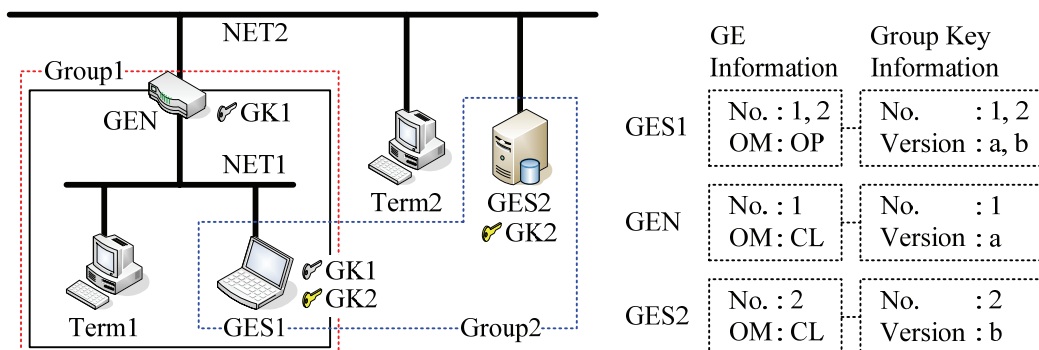 NET2
Group1
GEN
GK1
NET1
Term1
GES1
GK1
GK2
Term2
GES2
GK2
Group2
GE Information
Group Key Information
GES1
No. : 1, 2
OM : OP
No. : 1, 2
Version : a, b
GEN
No. : 1
OM : CL
No. : 1
Version : a
GES2
No. : 2
OM : CL
No. : 2
Version : b